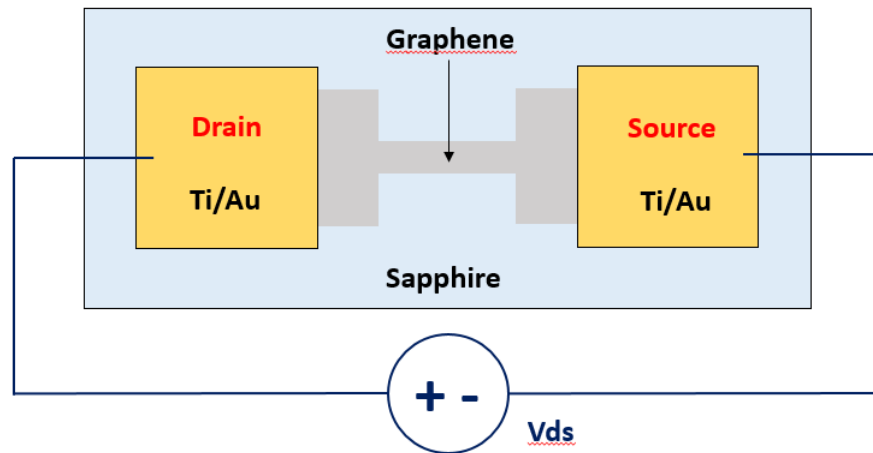 Graphene
Drain
Source
Ti/Au
Ti/Au
Sapphire
+ -
Vds